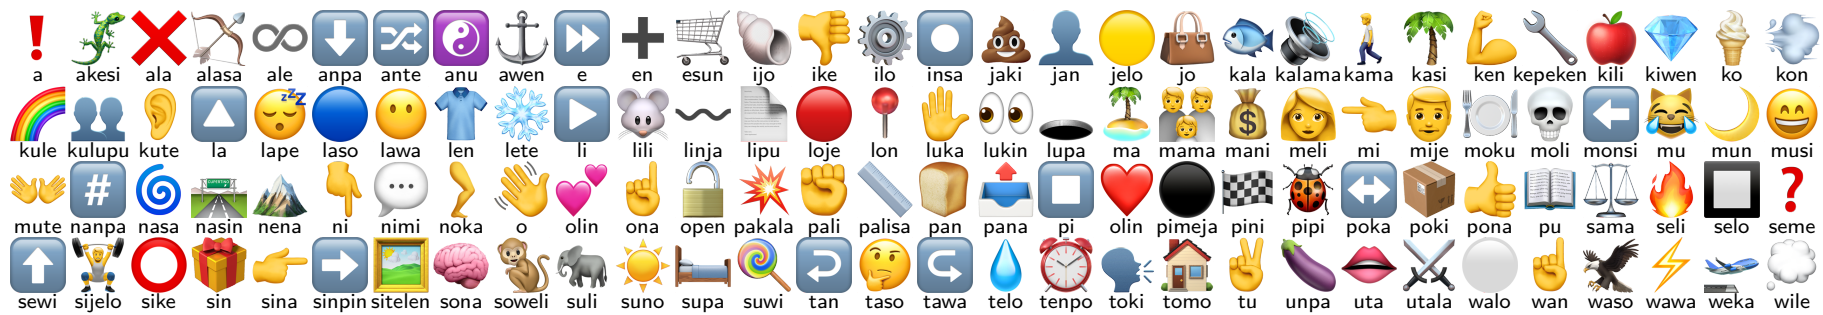 a akesi ala alasa ale anpa ante anu awen e en esun ijo ike ilo insa jaki jan jelo jo kala kalama kama kasi ken kepeken kili kiwen ko kon
kule kulupu kute la lape laso lawa len lete li lili linja lipu loje lon luka lukin lupa ma mama mani meli mi mije moku moli monsi mu mun musi
mute nanpa nasa nasin nena ni nimi noka o olin ona open pakala pali palisa pan pana pi olin pimeja pini pipi poka poki pona pu sama seli selo seme
sewi sijelo sike sin sina sinpin sitelen sona soweli suli suno supa suwi tan taso tawa telo tenpo toki tomo tu unpa uta utala walo wan waso wawa weka wile